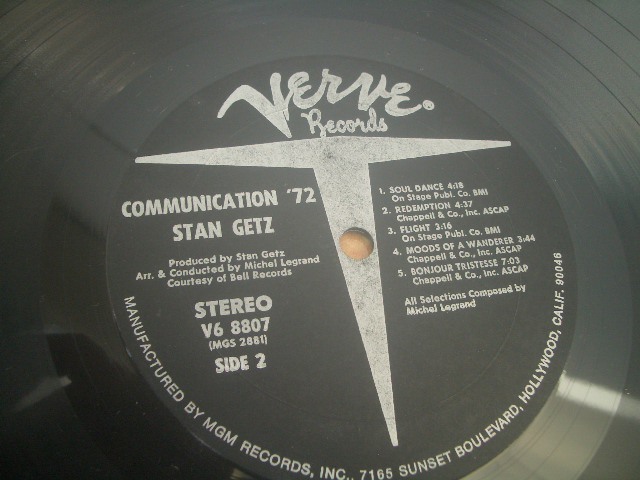 Verve®
Records
COMMUNICATION '72
STAN GETZ
Produced by Stan Getz
Arr. & Conducted by Michel Legrand
Courtesy of Bell Records
STEREO
V6 8807
(MGS 2881)
SIDE 2
1. SOUL DANCE 4:18
On Stage Publ. Co. BMI
2. REDEMPTION 4:37
Chappell & Co., Inc. ASCAP
3. FLIGHT 3:16
On Stage Publ. Co. BMI
4. MOODS OF A WANDERER 3:44
Chappell & Co., Inc. ASCAP
5. BONJOUR TRISTESSE 7:03
Chappell & Co., Inc. ASCAP
All Selections Composed by
Michel Legrand
MANUFACTURED BY MGM RECORDS, INC., 7165 SUNSET BOULEVARD, HOLLYWOOD, CALIF. 90046